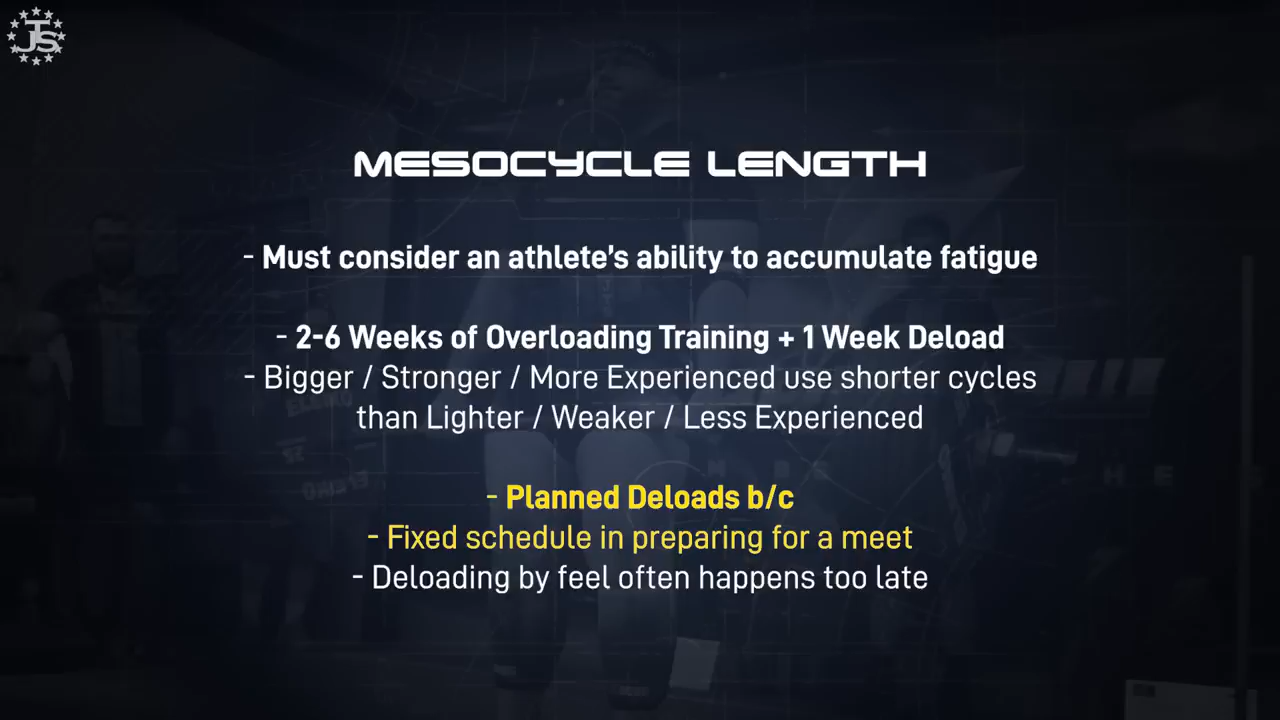 JTS
MESOCYCLE LENGTH
- Must consider an athlete's ability to accumulate fatigue
- 2-6 Weeks of Overloading Training + 1 Week Deload
- Bigger / Stronger / More Experienced use shorter cycles
than Lighter / Weaker / Less Experienced
- Planned Deloads b/c
- Fixed schedule in preparing for a meet
- Deloading by feel often happens too late